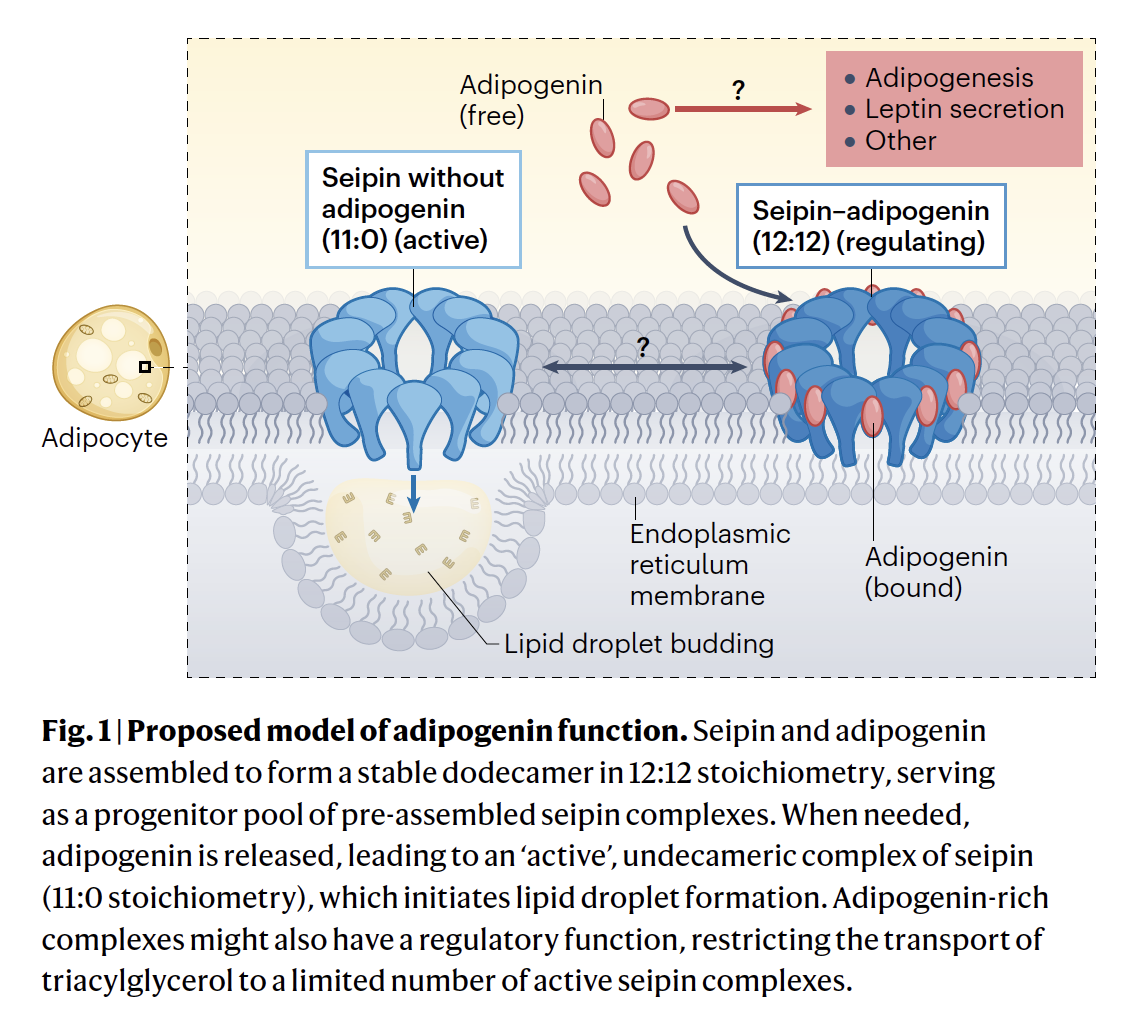 Adipogenin
(free)
?
● Adipogenesis
● Leptin secretion
● Other
Seipin without
adipogenin
(11:0) (active)
Seipin–adipogenin
(12:12) (regulating)
?
Adipocyte
Endoplasmic
reticulum
membrane
Adipogenin
(bound)
Lipid droplet budding
Fig. 1 | Proposed model of adipogenin function. Seipin and adipogenin
are assembled to form a stable dodecamer in 12:12 stoichiometry, serving
as a progenitor pool of pre-assembled seipin complexes. When needed,
adipogenin is released, leading to an ‘active’, undecameric complex of seipin
(11:0 stoichiometry), which initiates lipid droplet formation. Adipogenin-rich
complexes might also have a regulatory function, restricting the transport of
triacylglycerol to a limited number of active seipin complexes.